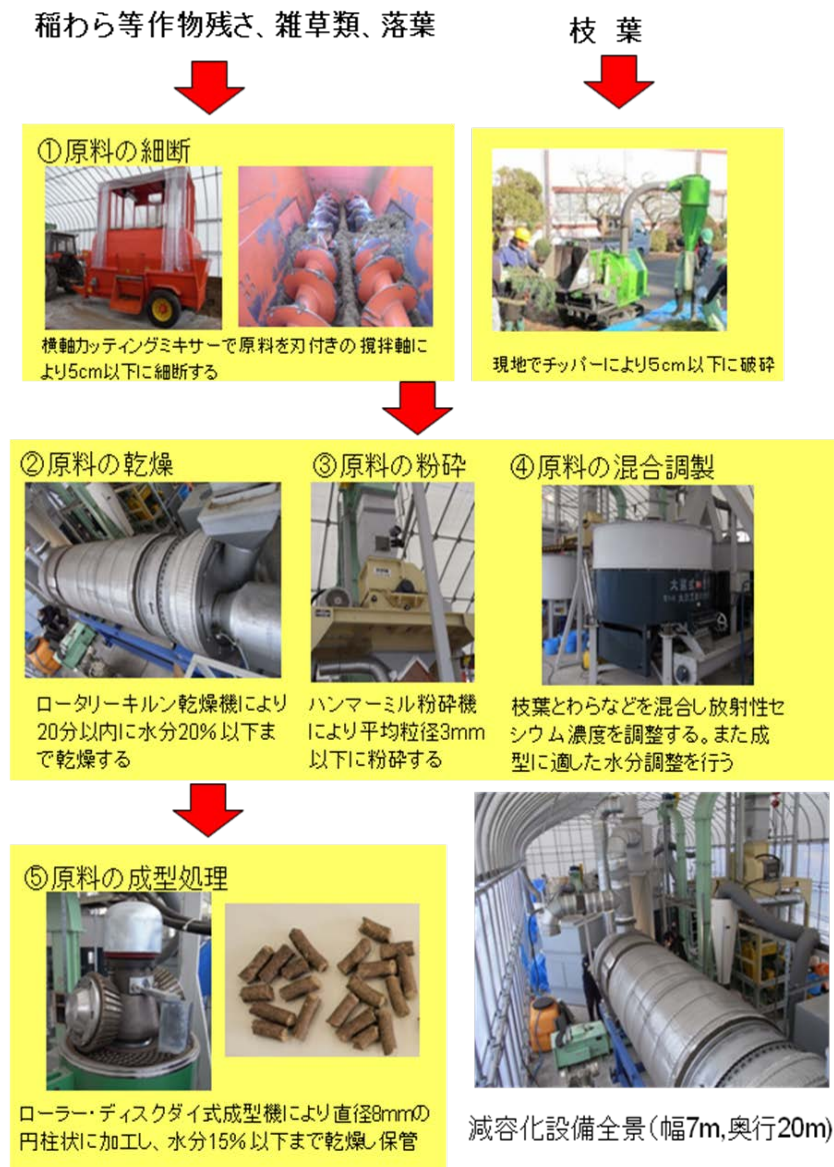 稲わら等作物残さ、雑草類、落葉
枝 葉
①原料の細断
横軸カッティングミキサーで原料を刃付きの 攪拌軸に
より5cm以下に細断する
現地でチッパーにより5cm以下に破砕
②原料の乾燥
ロータリーキルン乾燥機により
20分以内に水分20%以下ま
で乾燥する
③原料の粉砕
ハンマーミル粉砕機
により平均粒径3mm
以下に粉砕する
④原料の混合調製
枝葉とわらなどを混合し放射性セ
シウム濃度を調整する。また成
型に適した水分調整を行う
⑤原料の成型処理
ローラー・ディスクダイ式成型機により直径8mmの
円柱状に加工し、水分15%以下まで乾燥し保管
減容化設備全景(幅7m,奥行20m)